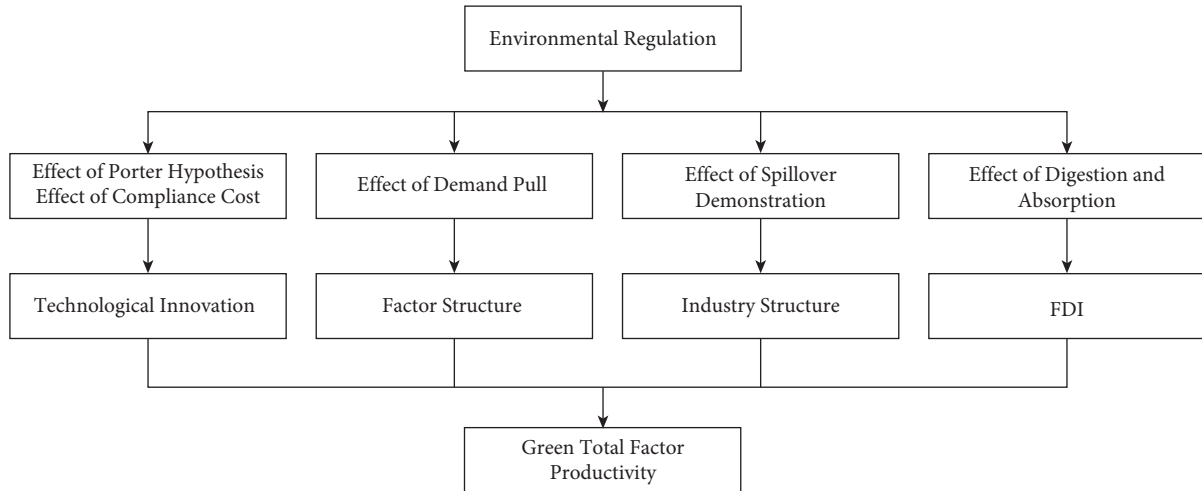 Environmental Regulation
Effect of Porter Hypothesis
Effect of Compliance Cost
Effect of Demand Pull
Effect of Spillover
Demonstration
Effect of Digestion and
Absorption
Technological Innovation
Factor Structure
Industry Structure
FDI
Green Total Factor
Productivity